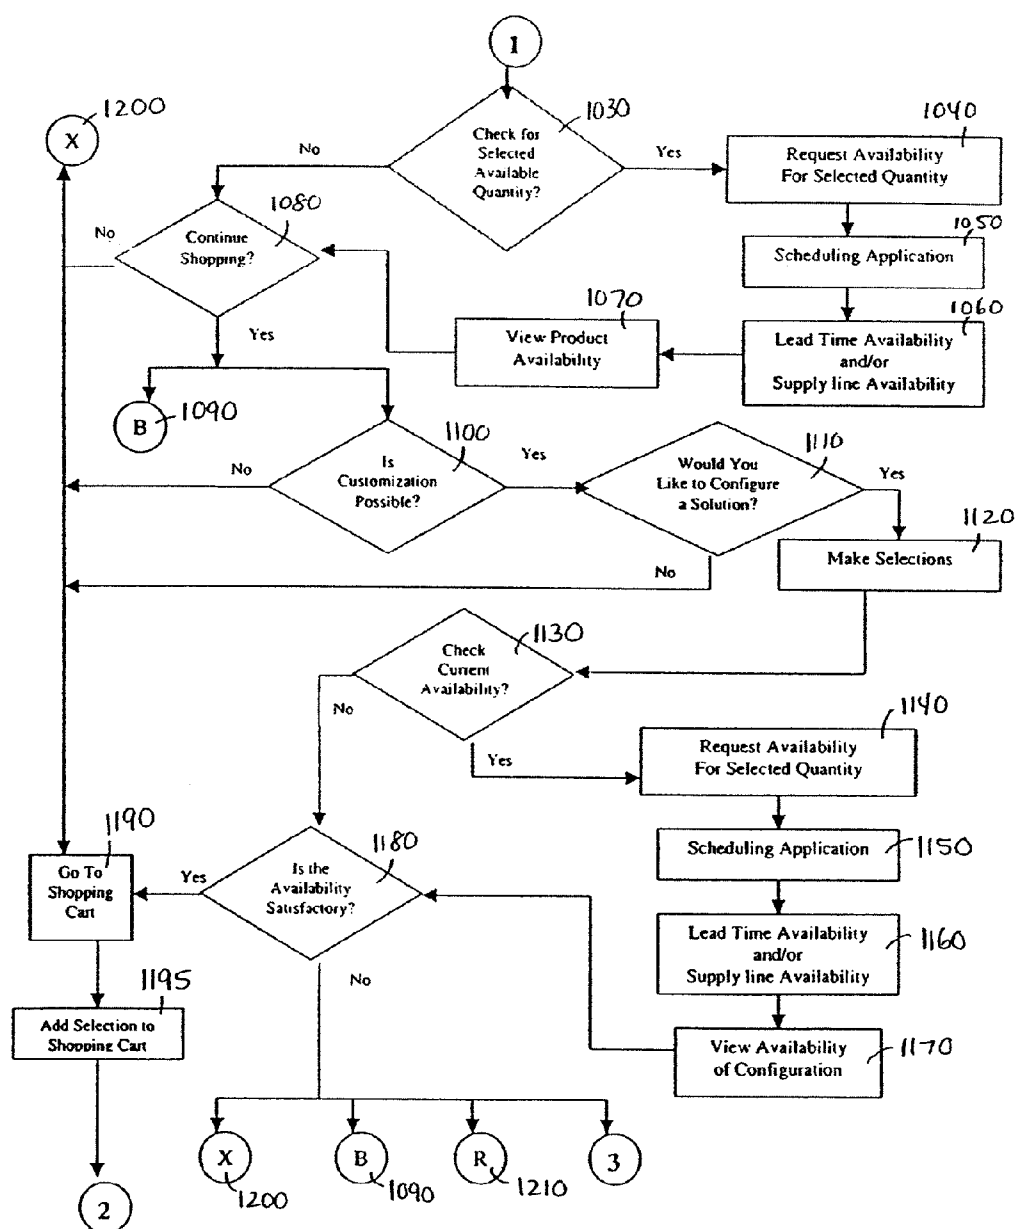 1
1200
X
1030
Check for
Selected
Available
Quantity?
No
Yes
1040
Request Availability
For Selected Quantity
1080
Continue
Shopping?
No
Yes
1050
Scheduling Application
1060
Lead Time Availability
and/or
Supply line Availability
1070
View Product
Availability
B
1090
1100
Is
Customization
Possible?
No
Yes
1110
Would You
Like to Configure
a Solution?
Yes
No
1120
Make Selections
1130
Check
Current
Availability?
No
Yes
1140
Request Availability
For Selected Quantity
1150
Scheduling Application
1160
Lead Time Availability
and/or
Supply line Availability
1170
View Availability
of Configuration
1180
Is the
Availability
Satisfactory?
Yes
No
1190
Go To
Shopping
Cart
1195
Add Selection to
Shopping Cart
2
X
1200
B
1090
R
1210
3